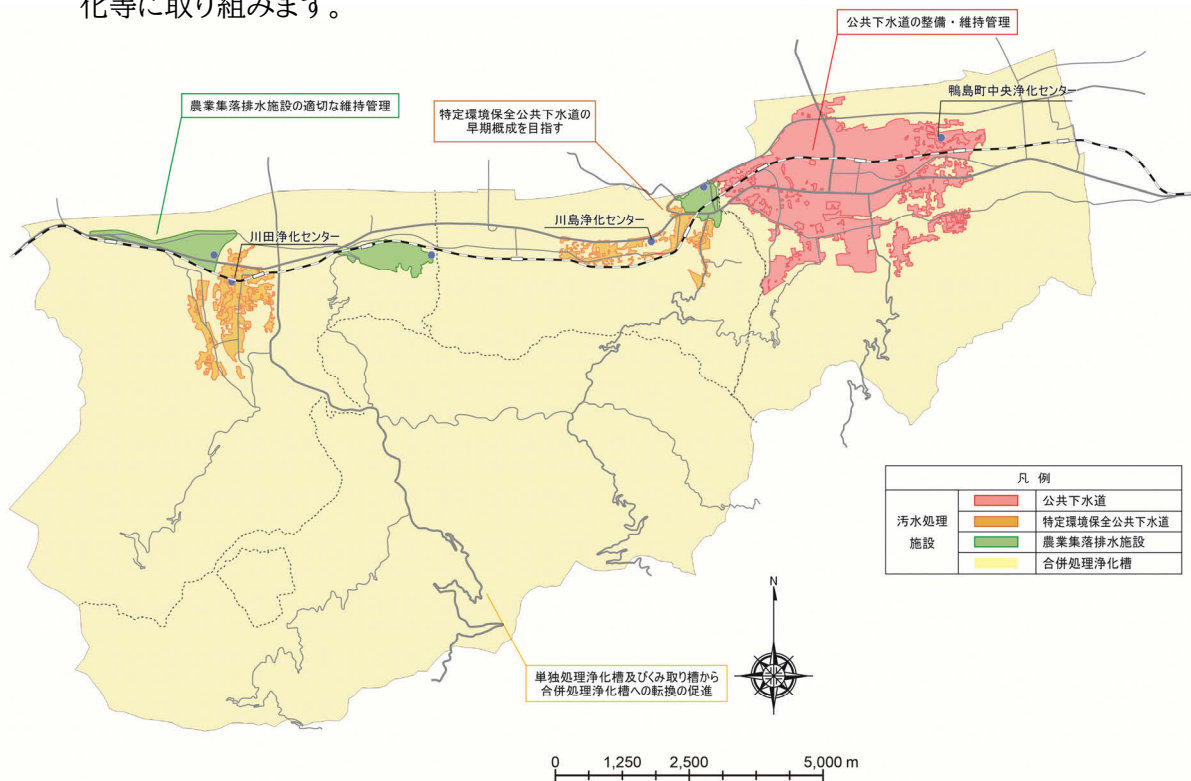 化等に取り組みます。
公共下水道の整備・維持管理
農業集落排水施設の適切な維持管理
特定環境保全公共下水道の
早期概成を目指す
鴨島町中央浄化センター
川島浄化センター
川田浄化センター
凡 例
汚水処理
施設
公共下水道
特定環境保全公共下水道
農業集落排水施設
合併処理浄化槽
N
単独処理浄化槽及びくみ取り槽から
合併処理浄化槽への転換の促進
0 1,250 2,500 5,000 m